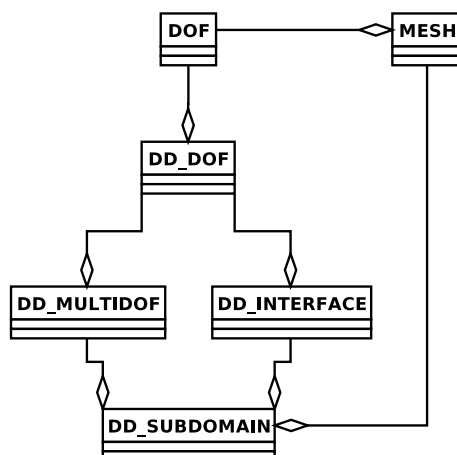 DOF
MESH
DD_DOF
DD_MULTIDOF
DD_INTERFACE
DD_SUBDOMAIN